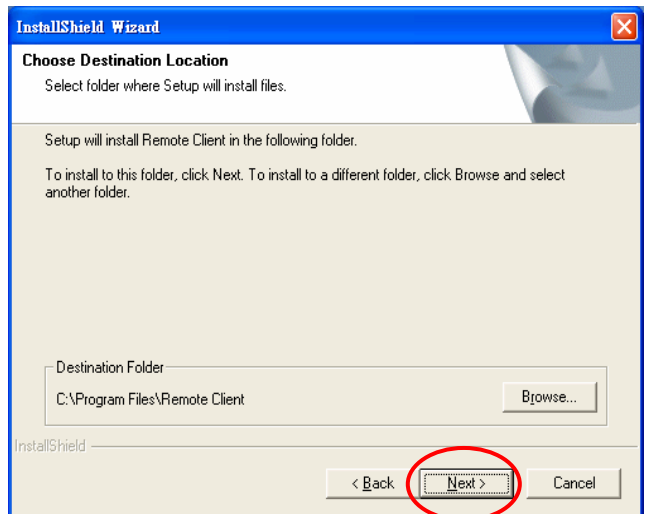 InstallShield Wizard
Choose Destination Location
Select folder where Setup will install files.
Setup will install Remote Client in the following folder.
To install to this folder, click Next. To install to a different folder, click Browse and select
another folder.
Destination Folder
C:\Program Files\Remote Client
Browse...
InstallShield
< Back
Next >
Cancel